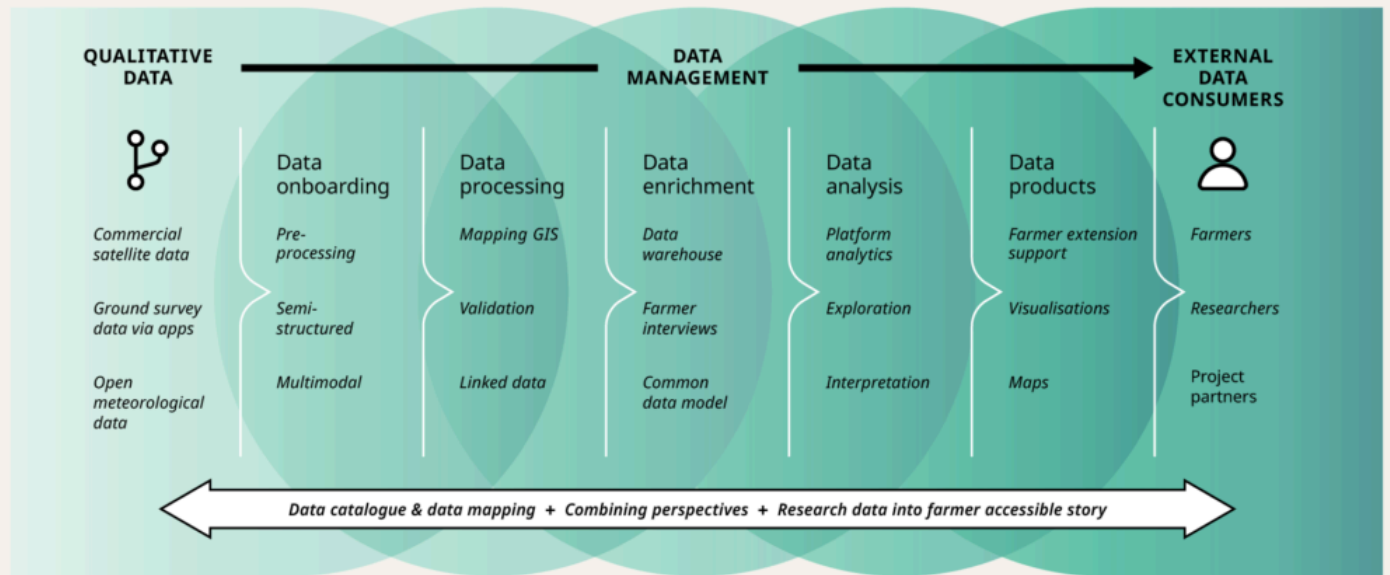 QUALITATIVE
DATA
DATA
MANAGEMENT
EXTERNAL
DATA
CONSUMERS
Commercial
satellite data
Ground survey
data via apps
Open
meteorological
data
Data
onboarding
Pre-
processing
Semi-
structured
Multimodal
Data
processing
Mapping GIS
Validation
Linked data
Data
enrichment
Data
warehouse
Farmer
interviews
Common
data model
Data
analysis
Platform
analytics
Exploration
Interpretation
Data
products
Farmer extension
support
Visualisations
Maps
Farmers
Researchers
Project
partners
Data catalogue & data mapping + Combining perspectives + Research data into farmer accessible story